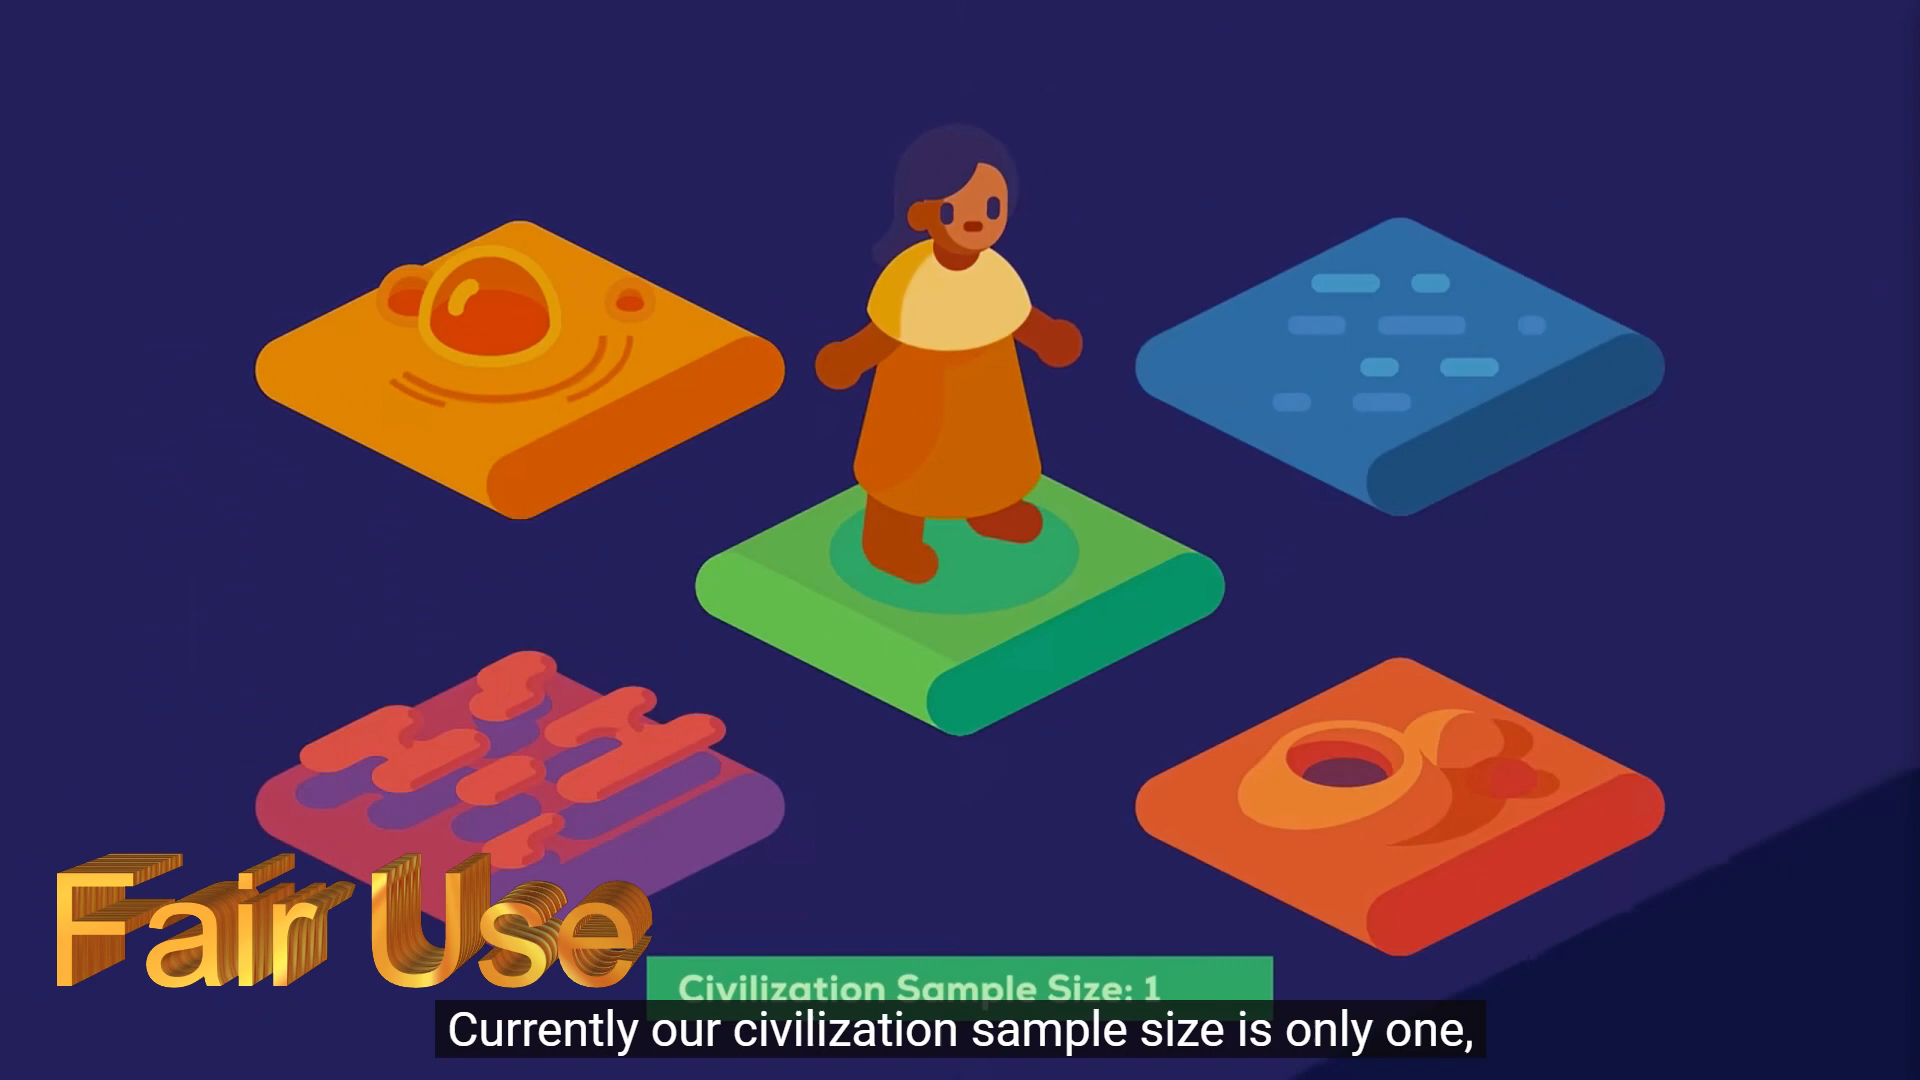 Fair Use
Civilization Sample Size: 1
Currently our civilization sample size is only one,